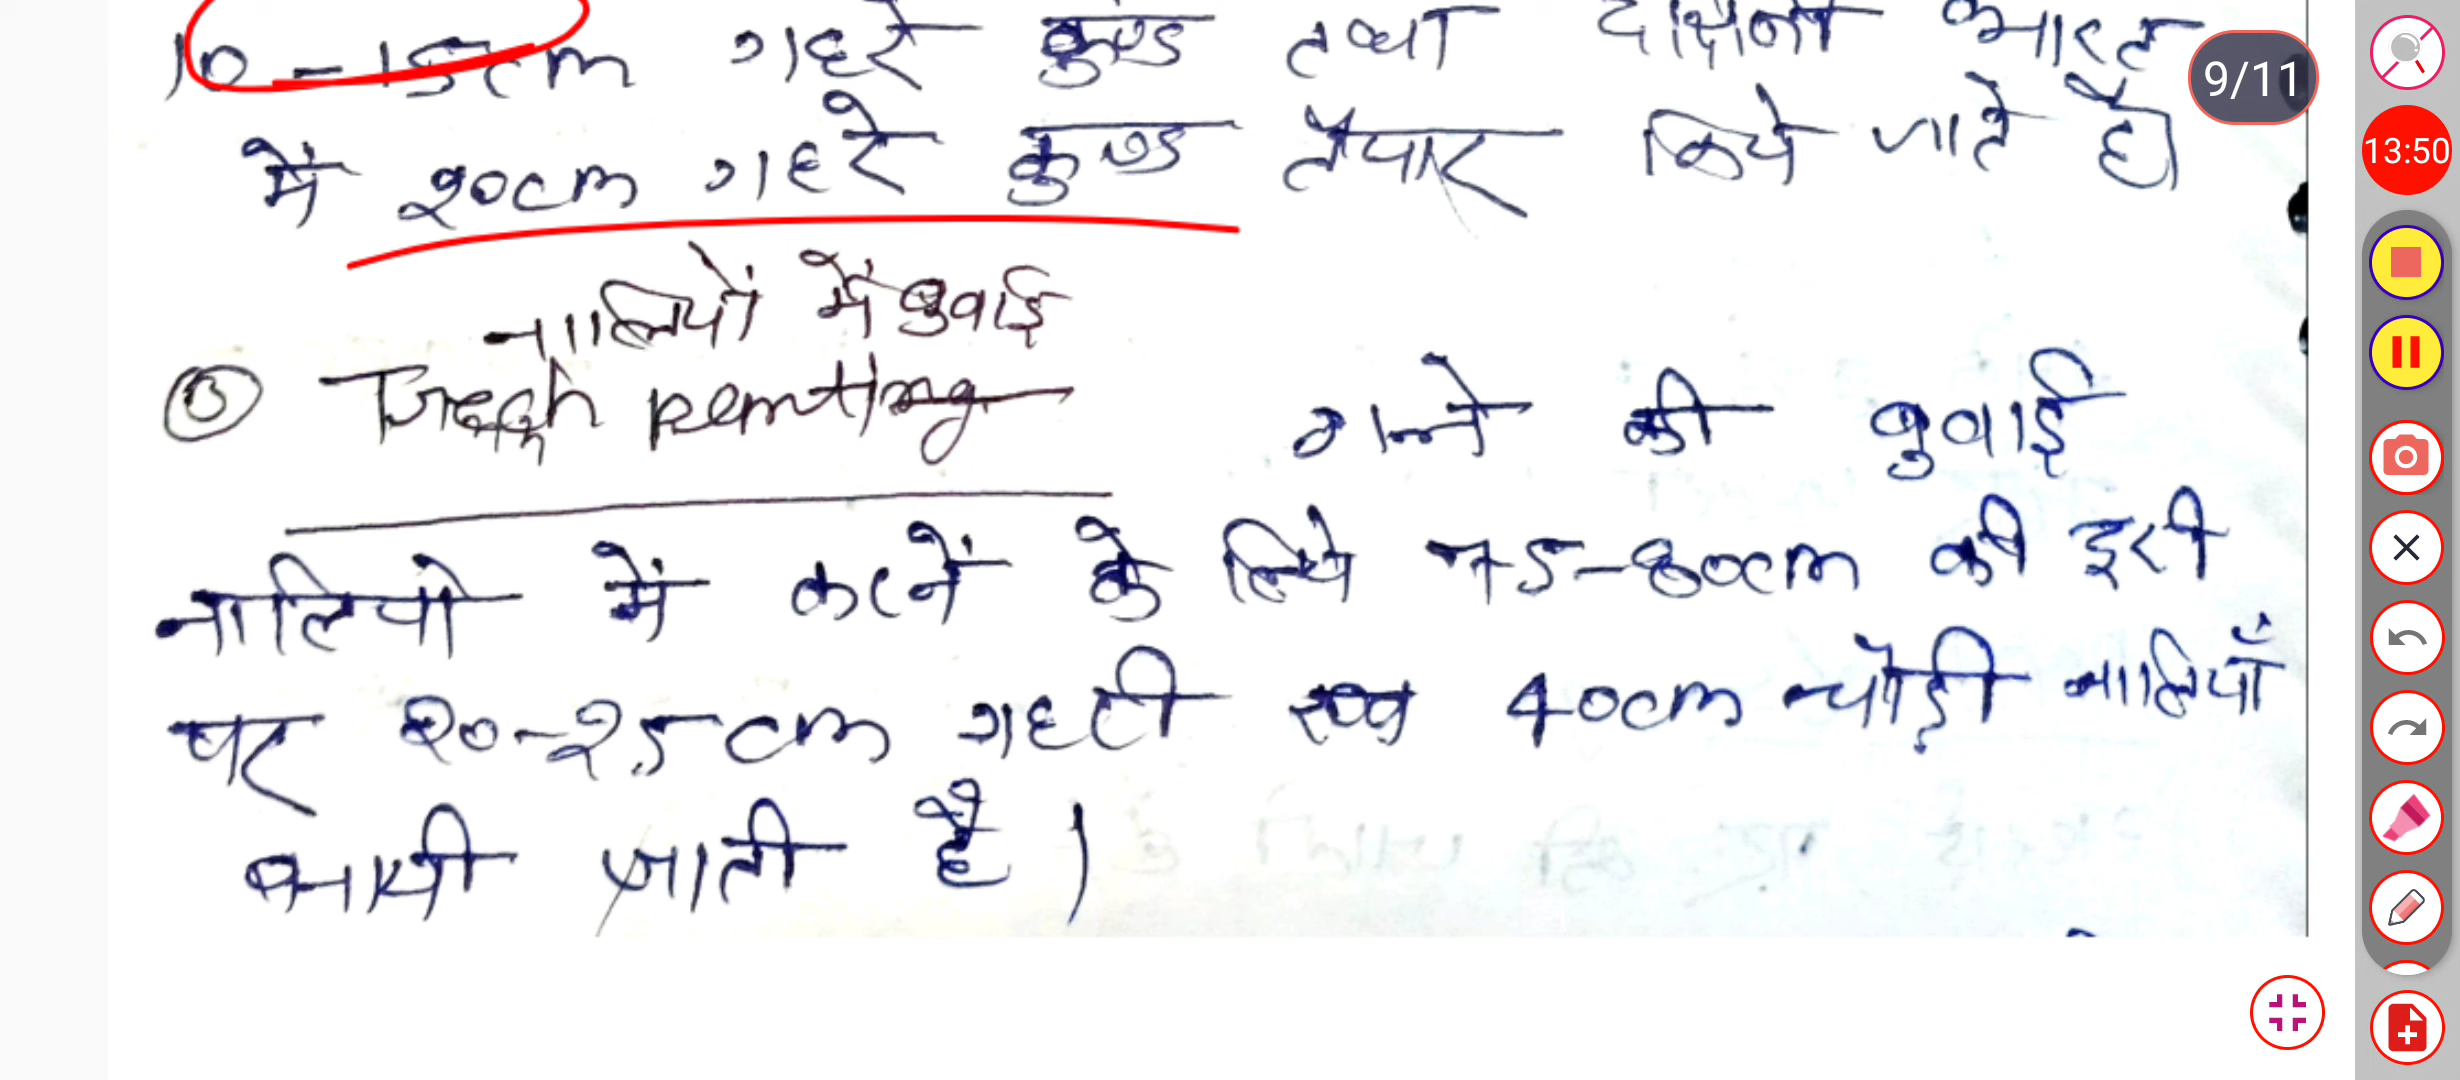 10-15cm गहरे कुण्ड तथा दक्षिणी भारत
में 20cm गहरे कुण्ड तैयार किये जाते है।
9/11
13:50
नालियों में बुवाई
③ Trench planting गन्ने की बुवाई
नालियो में करनें के लिये 75-80cm की दूरी
पर 20-25cm गहरी एवं 40cm चौड़ी नालियाँ
बनायी जाती है।